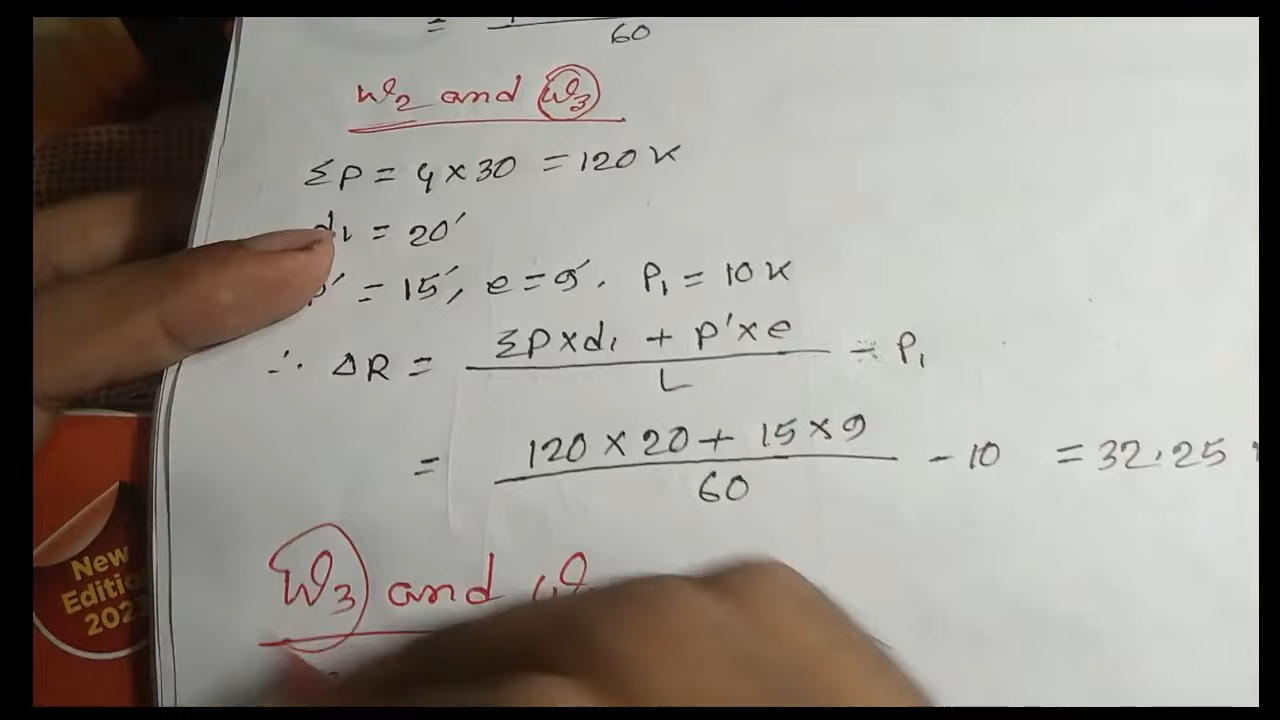 =
60
W2 and W3
ΣP = 4 x 30 = 120 K
d1 = 20'
P' = 15', e = 9'. P1 = 10 K
∴ ΔR = ΣP x d1 + P' x e / L - P1
= 120 x 20 + 15 x 9 / 60 - 10 = 32.25
W3 and W
New
Edition
202